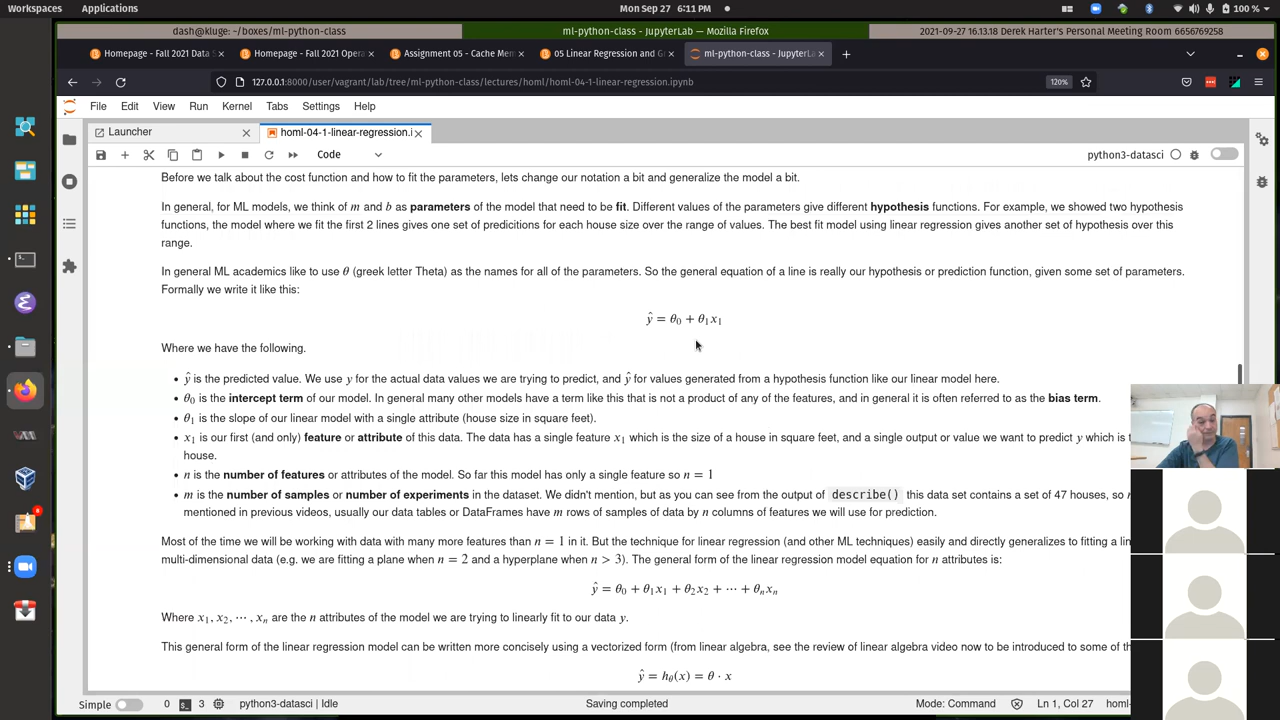 Workspaces Applications Mon Sep 27 6:11 PM 100 %
dash@kluge: ~/boxes/ml-python-class ml-python-class - JupyterLab — Mozilla Firefox 2021-09-27 16.13.18 Derek Harter's Personal Meeting Room 6656769258
Homepage - Fall 2021 Data S Homepage - Fall 2021 Opera Assignment 05 - Cache Mem 05 Linear Regression and Gr ml-python-class - JupyterLab
127.0.0.1:8000/user/vagrant/lab/tree/ml-python-class/lectures/homl/homl-04-1-linear-regression.ipynb 120%
File Edit View Run Kernel Tabs Settings Help
Launcher homl-04-1-linear-regression.i
Code python3-datasci
Before we talk about the cost function and how to fit the parameters, lets change our notation a bit and generalize the model a bit.
In general, for ML models, we think of m and b as parameters of the model that need to be fit. Different values of the parameters give different hypothesis functions. For example, we showed two hypothesis
functions, the model where we fit the first 2 lines gives one set of predicitions for each house size over the range of values. The best fit model using linear regression gives another set of hypothesis over this
range.
In general ML academics like to use θ (greek letter Theta) as the names for all of the parameters. So the general equation of a line is really our hypothesis or prediction function, given some set of parameters.
Formally we write it like this:
ŷ = θ₀ + θ₁x₁
Where we have the following.
• ŷ is the predicted value. We use y for the actual data values we are trying to predict, and ŷ for values generated from a hypothesis function like our linear model here.
• θ₀ is the intercept term of our model. In general many other models have a term like this that is not a product of any of the features, and in general it is often referred to as the bias term.
• θ₁ is the slope of our linear model with a single attribute (house size in square feet).
• x₁ is our first (and only) feature or attribute of this data. The data has a single feature x₁ which is the size of a house in square feet, and a single output or value we want to predict y which is t
house.
• n is the number of features or attributes of the model. So far this model has only a single feature so n = 1
• m is the number of samples or number of experiments in the dataset. We didn't mention, but as you can see from the output of describe() this data set contains a set of 47 houses, so
mentioned in previous videos, usually our data tables or DataFrames have m rows of samples of data by n columns of features we will use for prediction.
Most of the time we will be working with data with many more features than n = 1 in it. But the technique for linear regression (and other ML techniques) easily and directly generalizes to fitting a lin
multi-dimensional data (e.g. we are fitting a plane when n = 2 and a hyperplane when n > 3). The general form of the linear regression model equation for n attributes is:
ŷ = θ₀ + θ₁x₁ + θ₂x₂ + ⋯ + θₙxₙ
Where x₁, x₂, ⋯ , xₙ are the n attributes of the model we are trying to linearly fit to our data y.
This general form of the linear regression model can be written more concisely using a vectorized form (from linear algebra, see the review of linear algebra video now to be introduced to some of th
ŷ = hθ(x) = θ · x
Simple 0 3 python3-datasci | Idle Saving completed Mode: Command Ln 1, Col 27 homl-